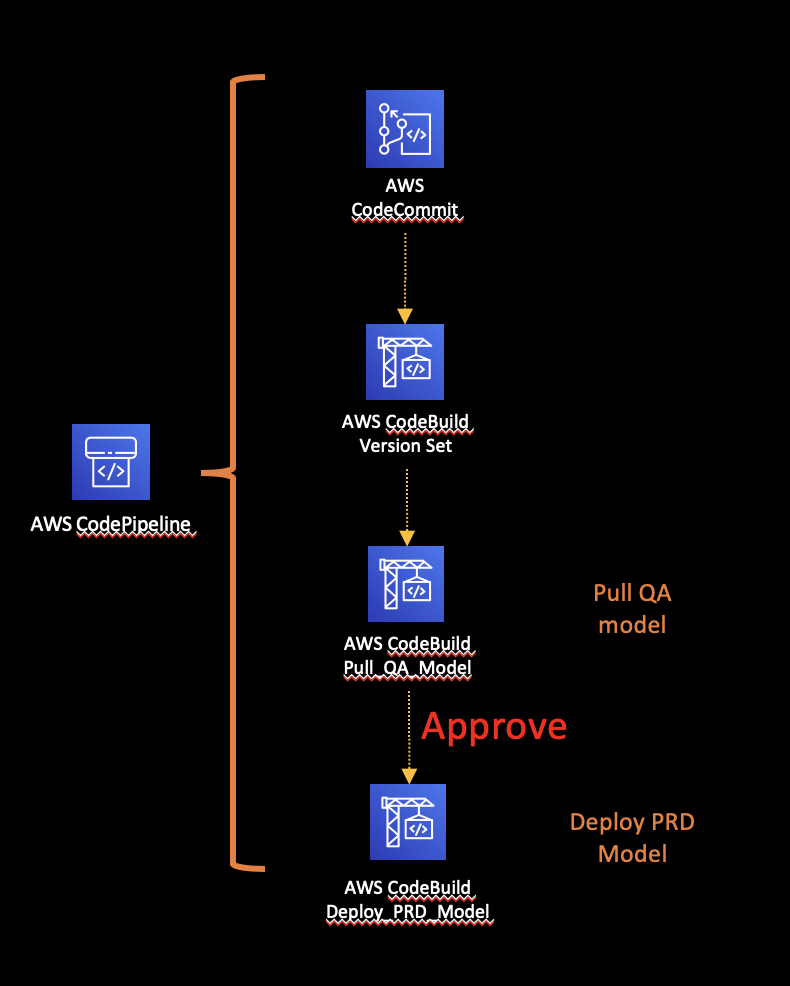 AWS
CodeCommit
AWS CodeBuild
Version Set
AWS CodePipeline
AWS CodeBuild
Pull_QA_Model
Pull QA
model
Approve
Deploy PRD
Model
AWS CodeBuild
Deploy_PRD_Model